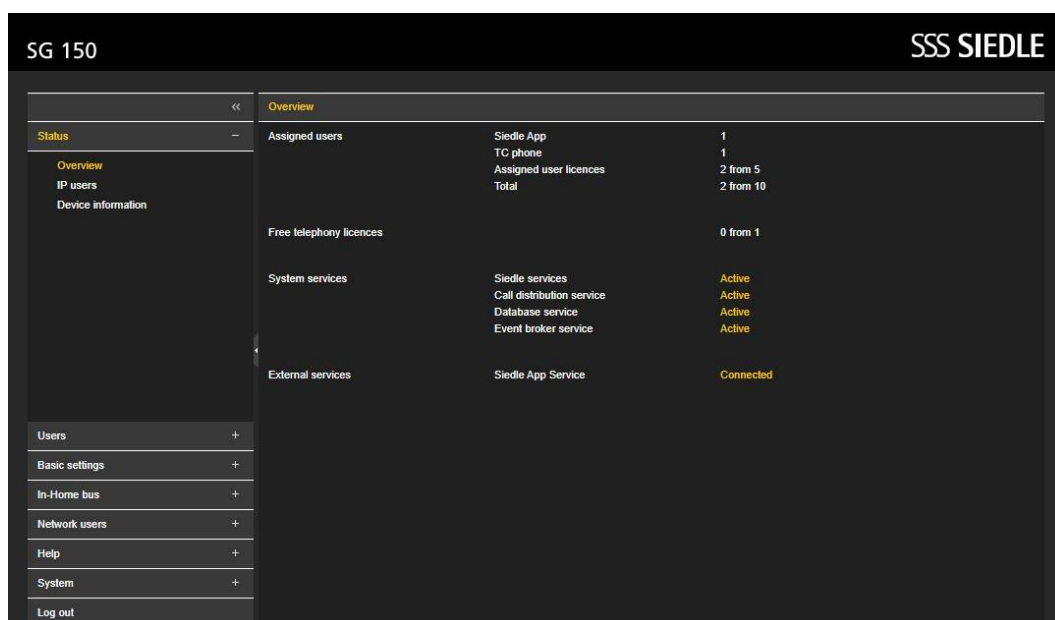 SG 150
SSS SIEDLE
«
Status −
Overview
IP users
Device information
Users +
Basic settings +
In-Home bus +
Network users +
Help +
System +
Log out
Overview
Assigned users Siedle App 1
TC phone 1
Assigned user licences 2 from 5
Total 2 from 10
Free telephony licences 0 from 1
System services Siedle services Active
Call distribution service Active
Database service Active
Event broker service Active
External services Siedle App Service Connected